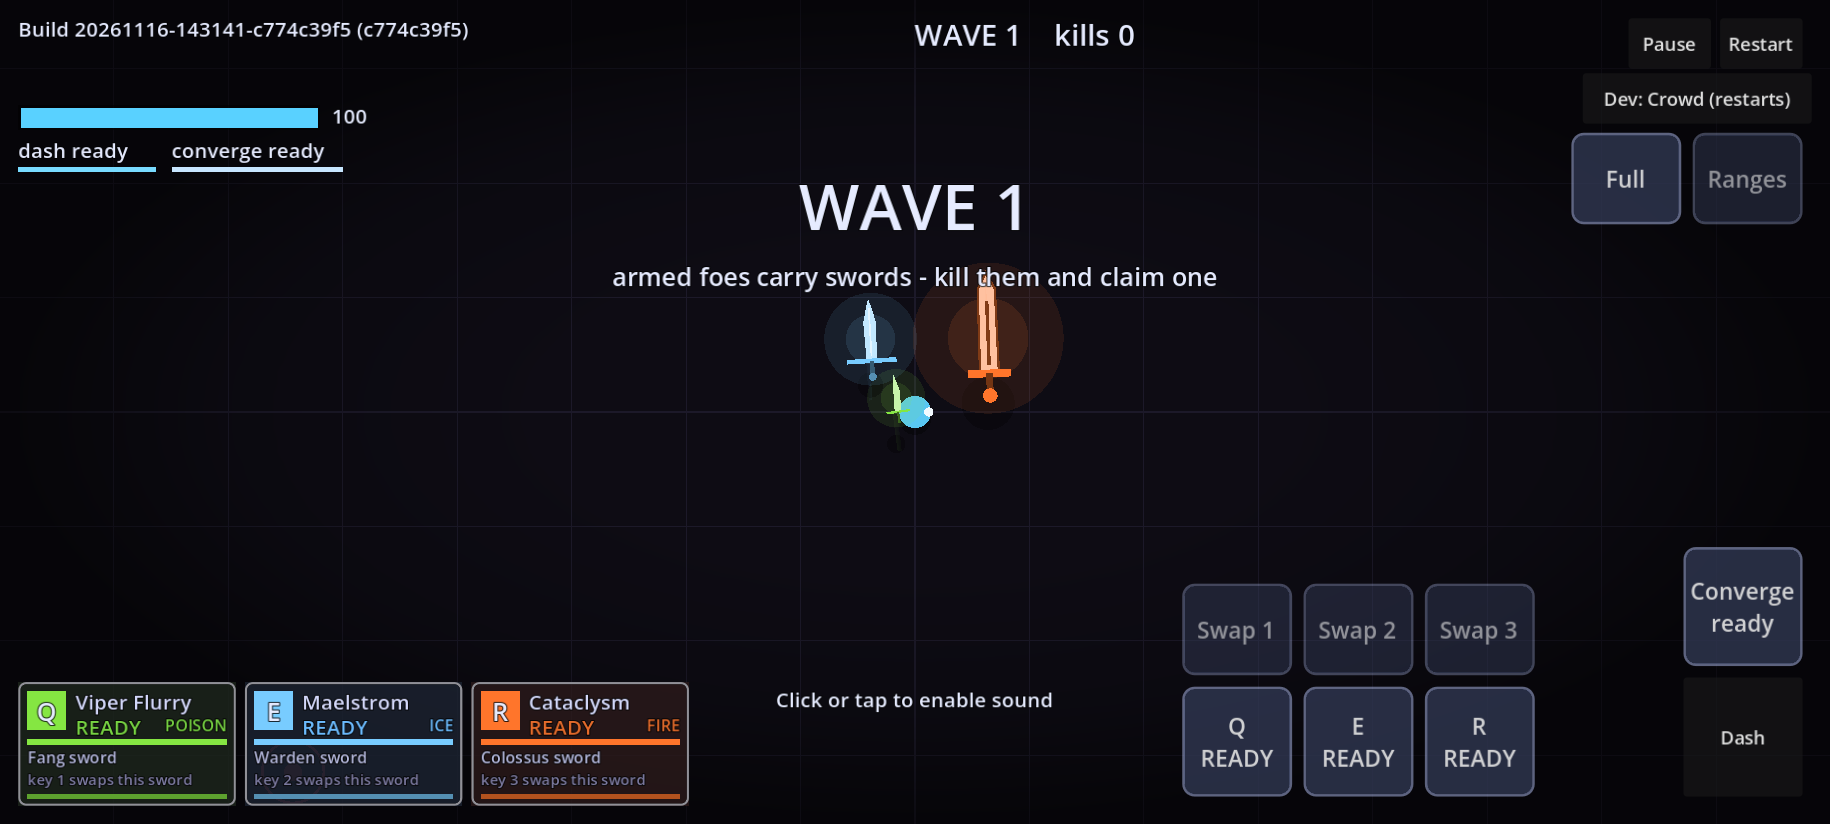 Build 20261116-143141-c774c39f5 (c774c39f5)
WAVE 1 kills 0
Pause
Restart
Dev: Crowd (restarts)
100
dash ready
converge ready
Full
Ranges
WAVE 1
armed foes carry swords - kill them and claim one
Converge
ready
Swap 1
Swap 2
Swap 3
Q
Viper Flurry
READY
POISON
Fang sword
key 1 swaps this sword
E
Maelstrom
READY
ICE
Warden sword
key 2 swaps this sword
R
Cataclysm
READY
FIRE
Colossus sword
key 3 swaps this sword
Click or tap to enable sound
Q
READY
E
READY
R
READY
Dash